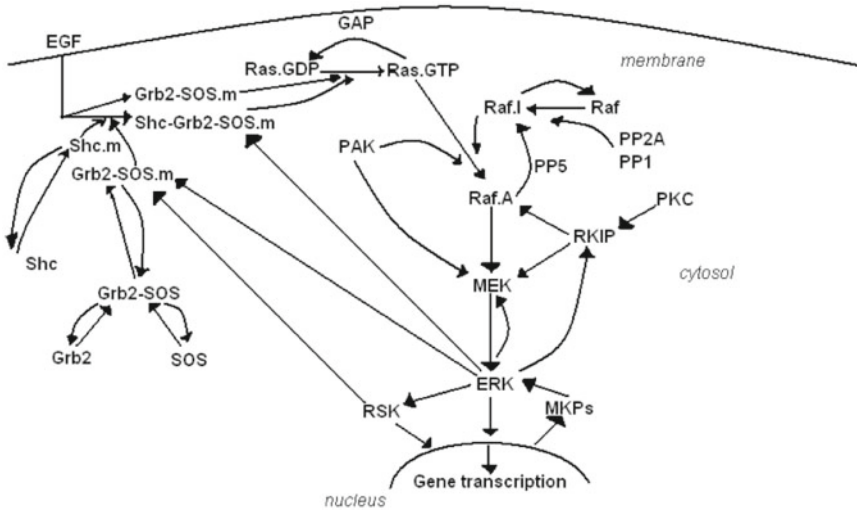 GAP
EGF
membrane
Ras.GDP
Ras.GTP
Grb2-SOS.m
Raf.I
Raf
Shc-Grb2-SOS.m
PP2A
Shc.m
PAK
PP1
PP5
Grb2-SOS.m
Raf.A
PKC
RKIP
Shc
cytosol
MEK
Grb2-SOS
Grb2
SOS
ERK
RSK
MKPs
Gene transcription
nucleus